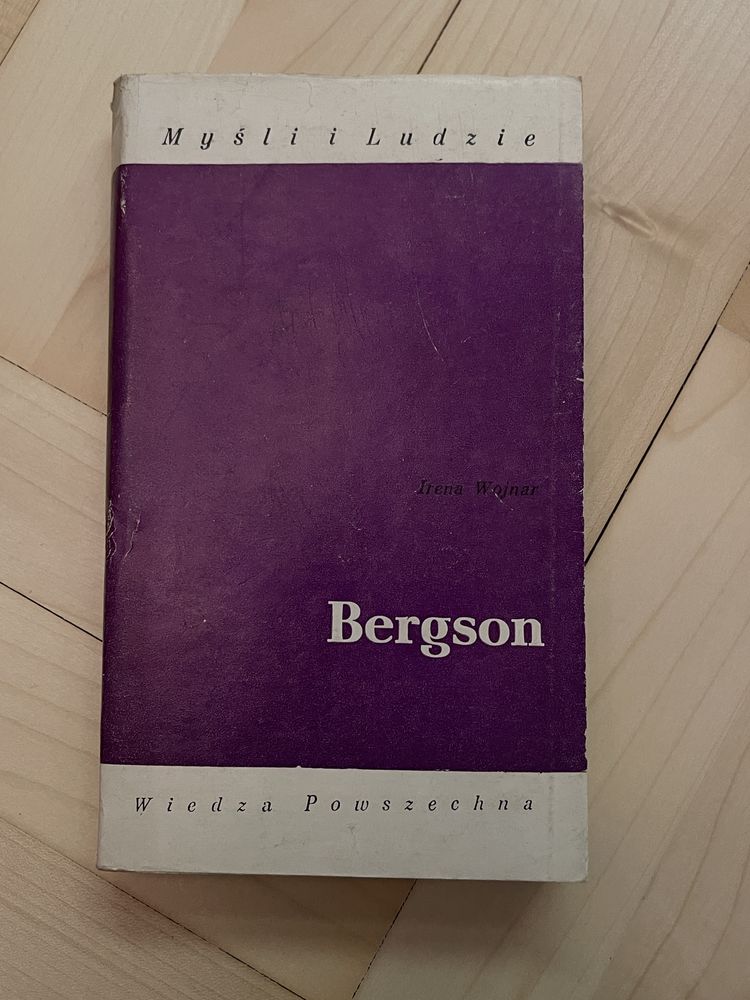 Myśli i Ludzie
Irena Wojnar
Bergson
Wiedza Powszechna